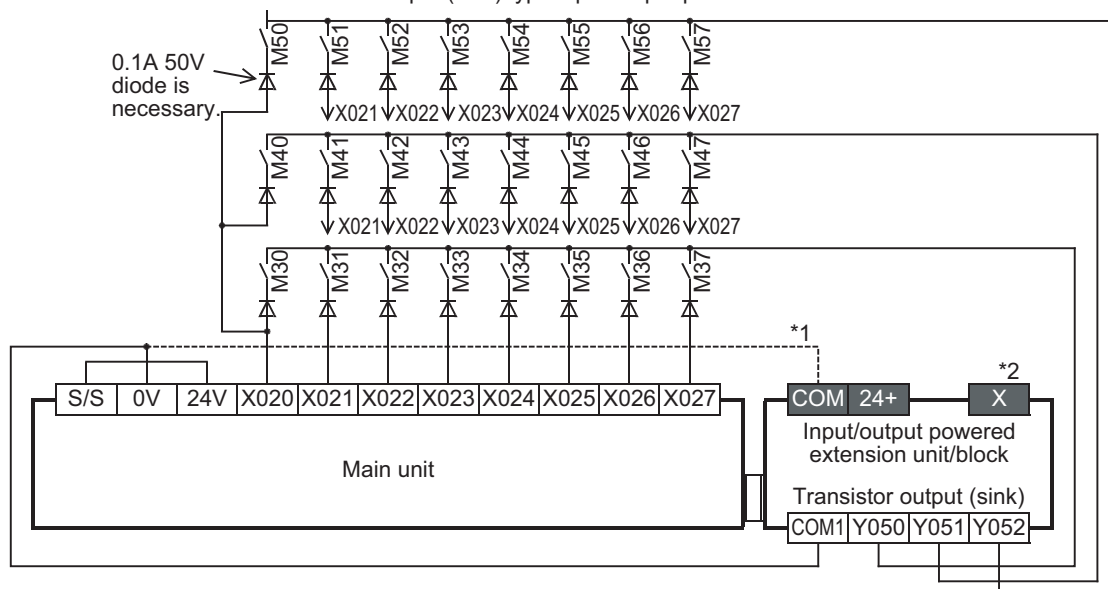 M50 M51 M52 M53 M54 M55 M56 M57
0.1A 50V
diode is
necessary.
X021 X022 X023 X024 X025 X026 X027
M40 M41 M42 M43 M44 M45 M46 M47
X021 X022 X023 X024 X025 X026 X027
M30 M31 M32 M33 M34 M35 M36 M37
*1
*2
S/S 0V 24V X020 X021 X022 X023 X024 X025 X026 X027
COM 24+ X
Input/output powered
extension unit/block
Main unit
Transistor output (sink)
COM1 Y050 Y051 Y052